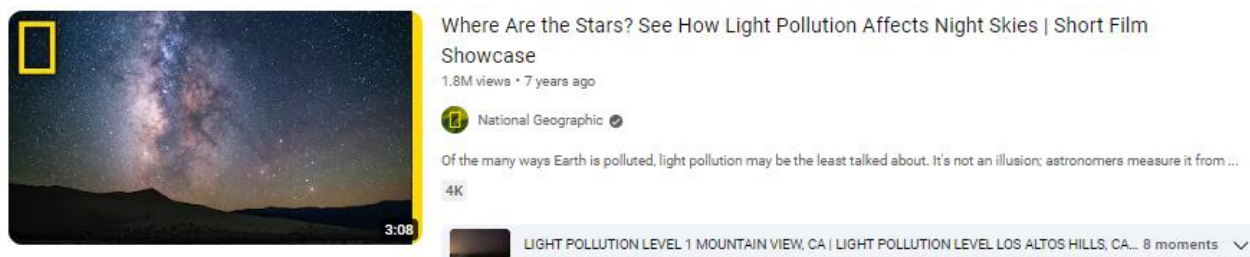 Where Are the Stars? See How Light Pollution Affects Night Skies | Short Film
Showcase
1.8M views • 7 years ago
National Geographic
Of the many ways Earth is polluted, light pollution may be the least talked about. It's not an illusion; astronomers measure it from ...
4K
3:08
LIGHT POLLUTION LEVEL 1 MOUNTAIN VIEW, CA | LIGHT POLLUTION LEVEL LOS ALTOS HILLS, CA... 8 moments